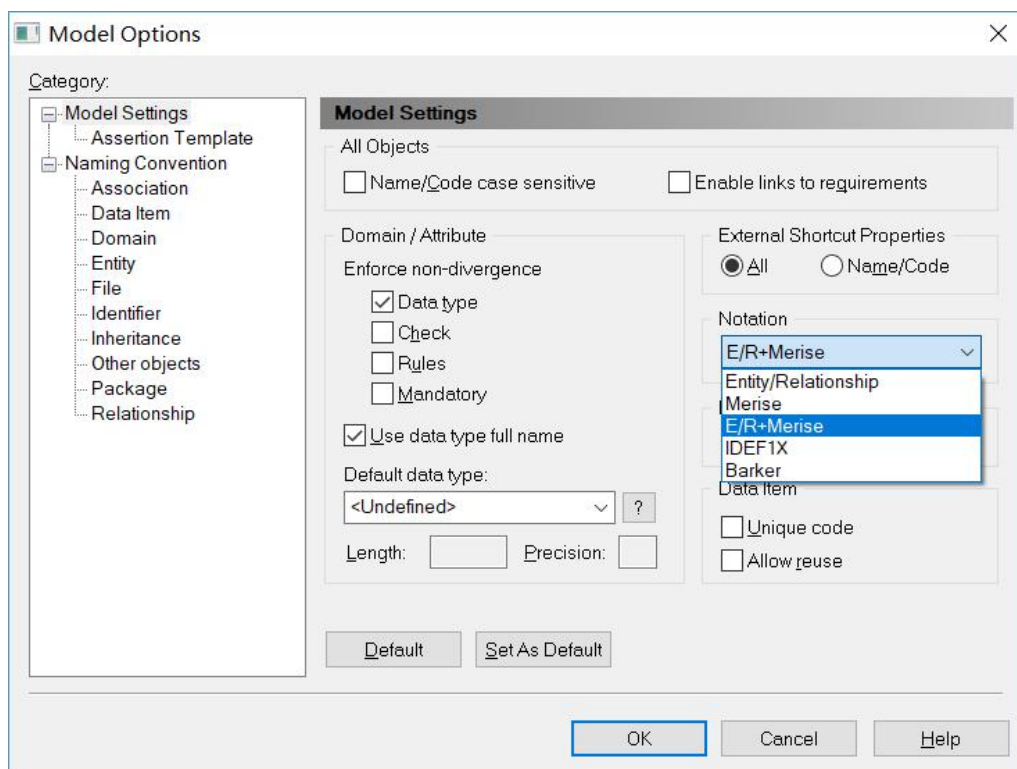 Model Options
Category:
Model Settings
Assertion Template
Naming Convention
Association
Data Item
Domain
Entity
File
Identifier
Inheritance
Other objects
Package
Relationship
Model Settings
All Objects
Name/Code case sensitive
Enable links to requirements
Domain / Attribute
Enforce non-divergence
Data type
Check
Rules
Mandatory
Use data type full name
Default data type:
<Undefined>
?
Length:
Precision:
External Shortcut Properties
All
Name/Code
Notation
E/R+Merise
Entity/Relationship
Merise
E/R+Merise
IDEF1X
Barker
Data Item
Unique code
Allow reuse
Default
Set As Default
OK
Cancel
Help